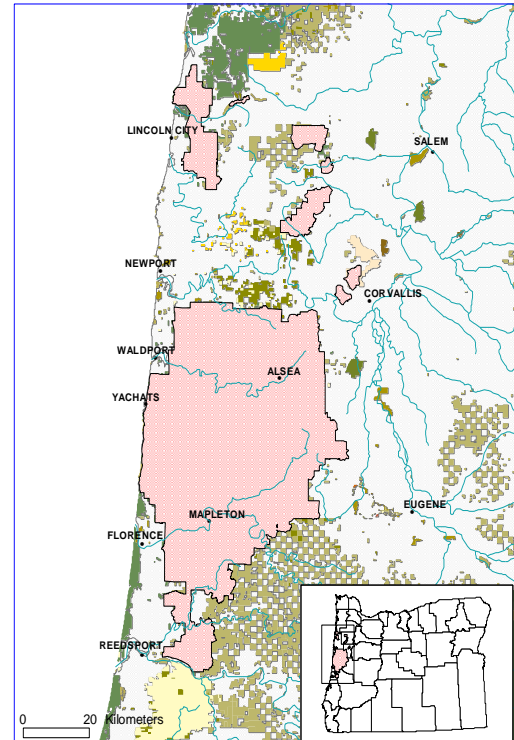 LINCOLN CITY
SALEM
NEWPORT
CORVALLIS
WALDPORT
ALSEA
YACHATS
EUGENE
MAPLETON
FLORENCE
REEDSPORT
0 20 Kilometers